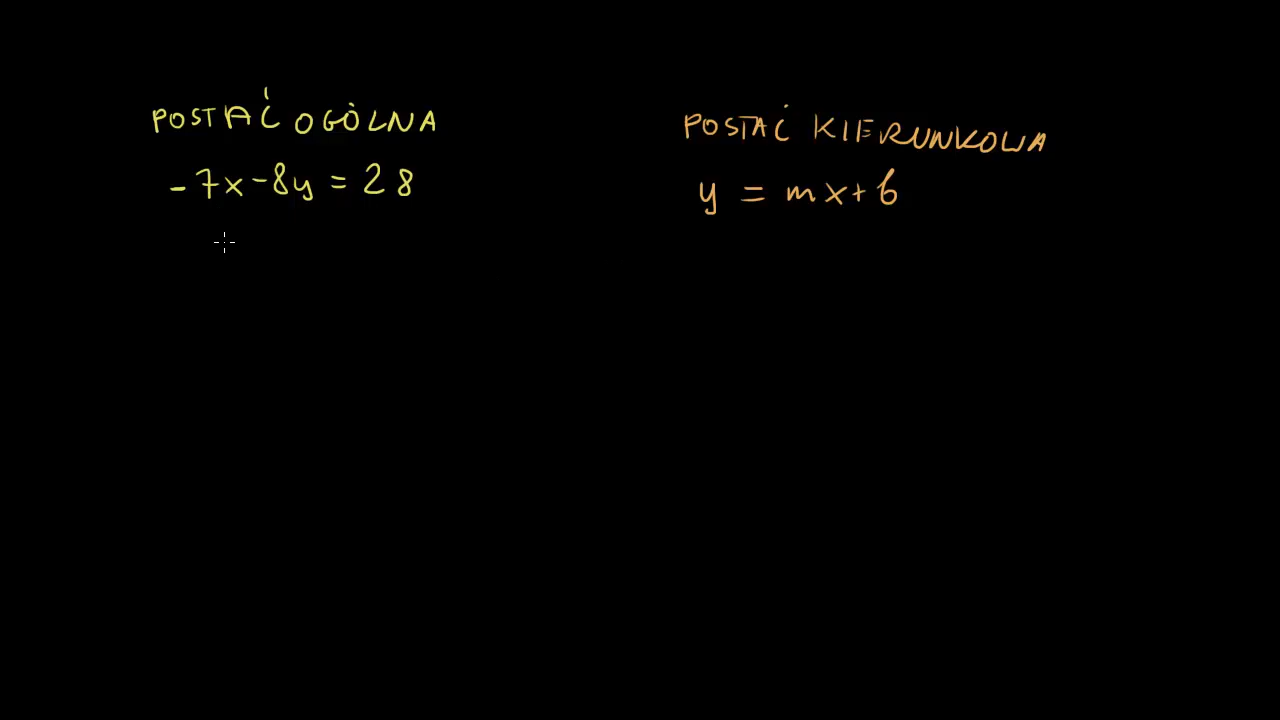 POSTAĆ OGÓLNA
-7x-8y = 28
POSTAĆ KIERUNKOWA
y = mx+b